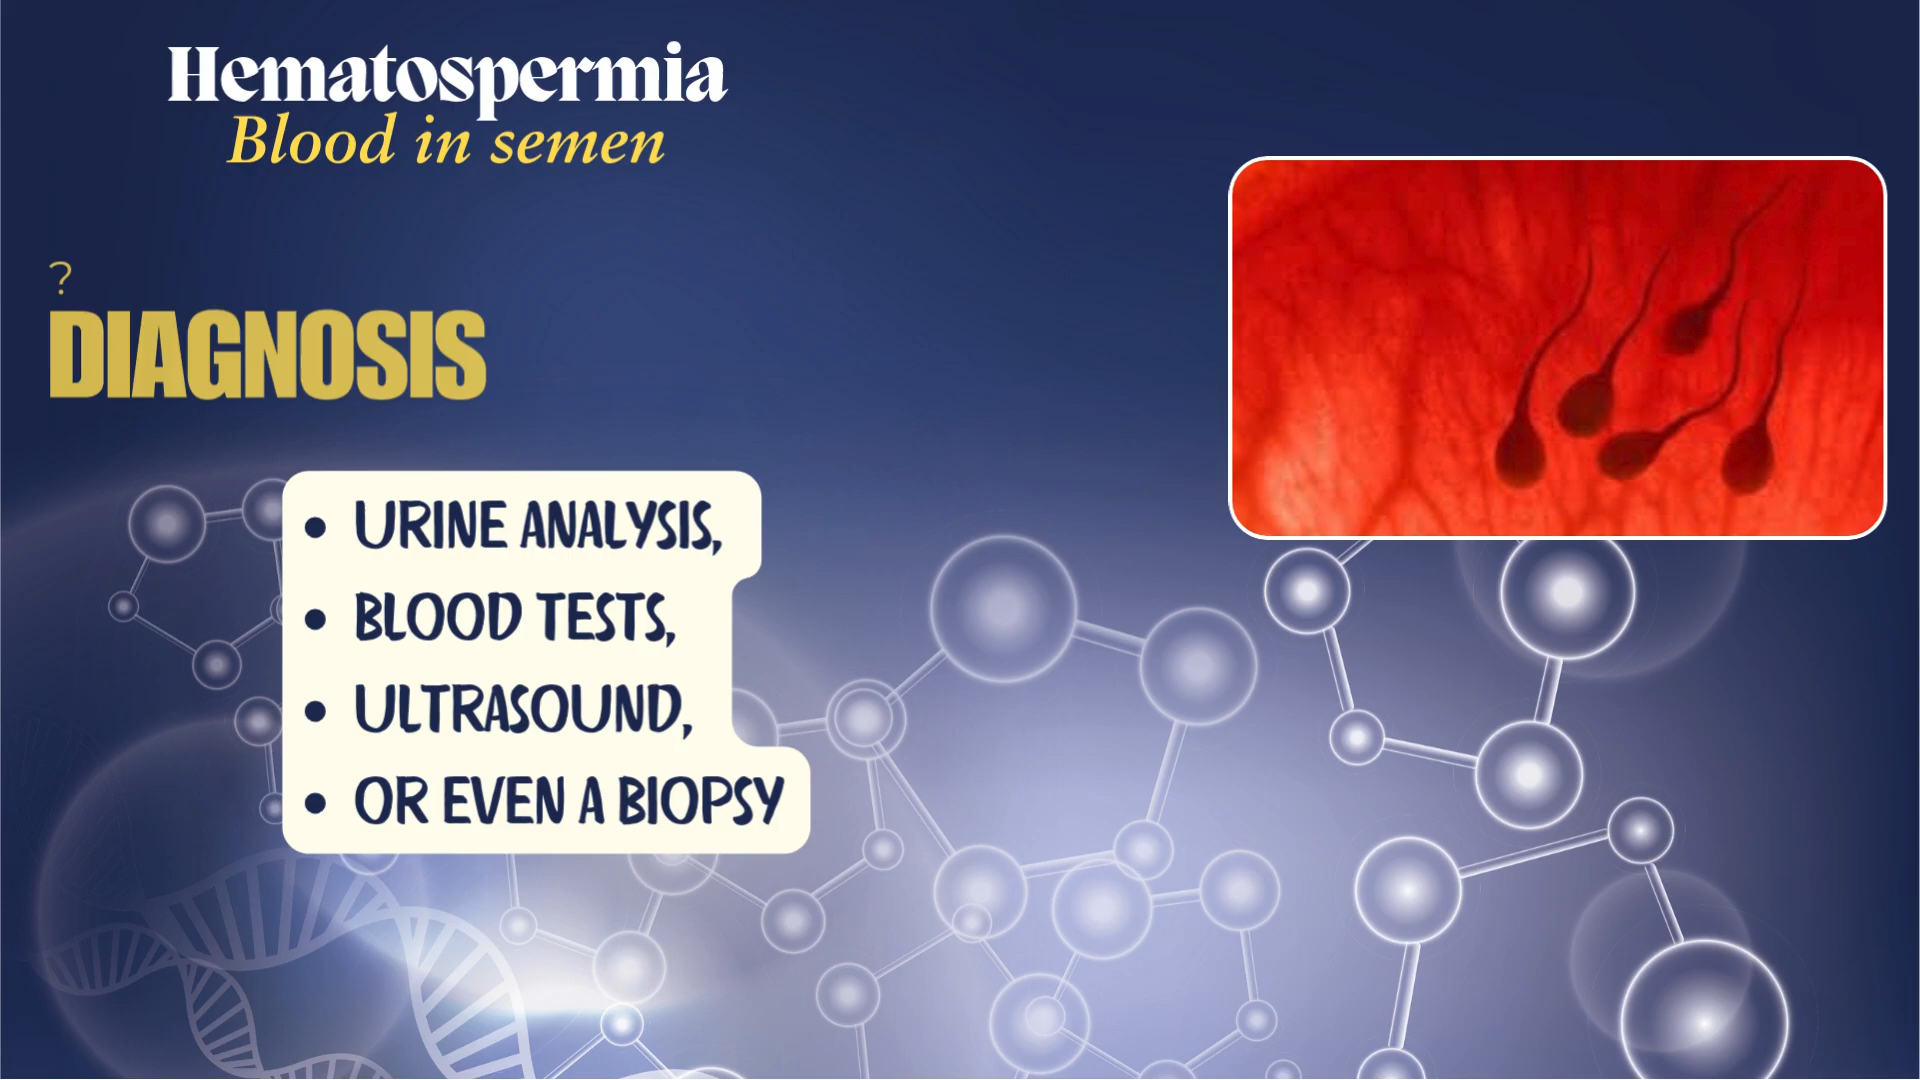 Hematospermia
Blood in semen
?
DIAGNOSIS
• URINE ANALYSIS,
• BLOOD TESTS,
• ULTRASOUND,
• OR EVEN A BIOPSY